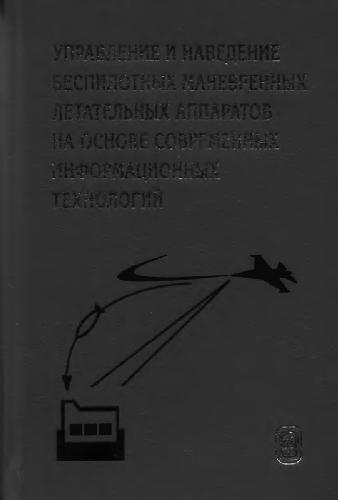 УПРАВЛЕНИЕ И НАВЕДЕНИЕ
БЕСПИЛОТНЫХ МАНЕВРЕННЫХ
ЛЕТАТЕЛЬНЫХ АППАРАТОВ
НА ОСНОВЕ СОВРЕМЕННЫХ
ИНФОРМАЦИОННЫХ
ТЕХНОЛОГИЙ